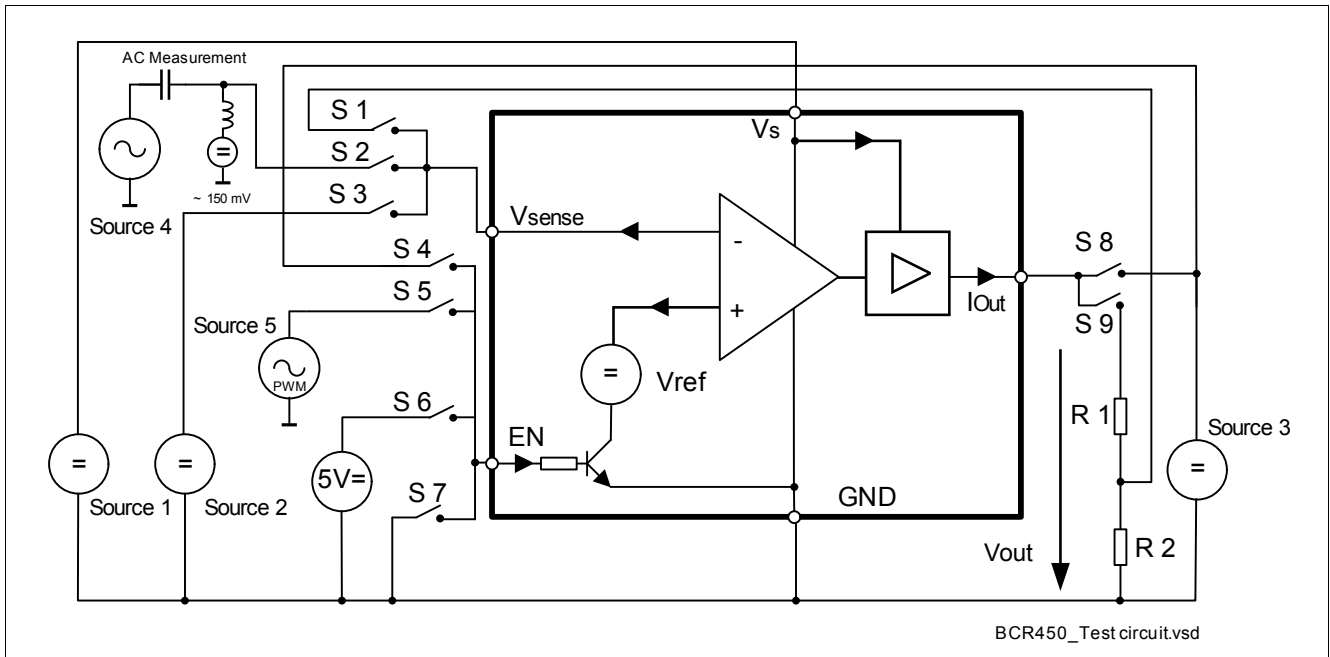 AC Measurement
S 1
S 2
S 3
~ 150 mV
Source 4
S 4
S 5
Source 5
PWM
S 6
S 7
5V=
Source 1
Source 2
=
=
=
Vs
Vsense
-
+
=
Vref
EN
GND
IOut
S 8
S 9
R 1
R 2
Vout
Source 3
=
BCR450_Test circuit.vsd